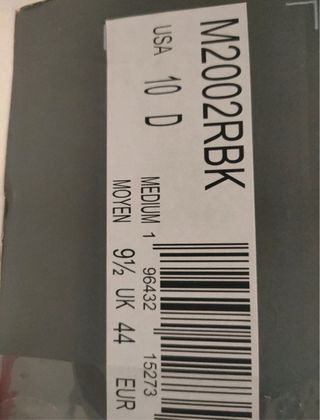 M2002RBK
USA 10 D
MEDIUM 1 96432 15273
MOYEN 9½ UK 44 EUR